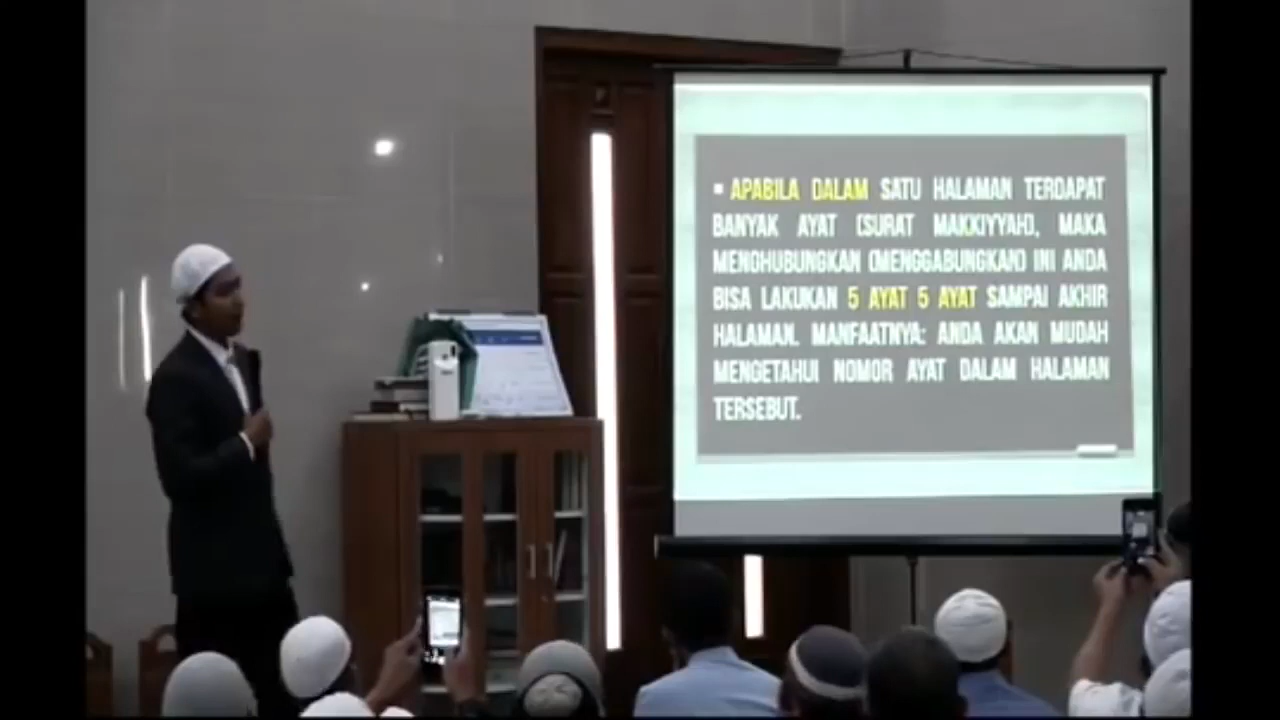 ▪ APABILA DALAM SATU HALAMAN TERDAPAT
BANYAK AYAT (SURAT MAKKIYYAH), MAKA
MENGHUBUNGKAN (MENGGABUNGKAN) INI ANDA
BISA LAKUKAN 5 AYAT 5 AYAT SAMPAI AKHIR
HALAMAN. MANFAATNYA: ANDA AKAN MUDAH
MENGETAHUI NOMOR AYAT DALAM HALAMAN
TERSEBUT.